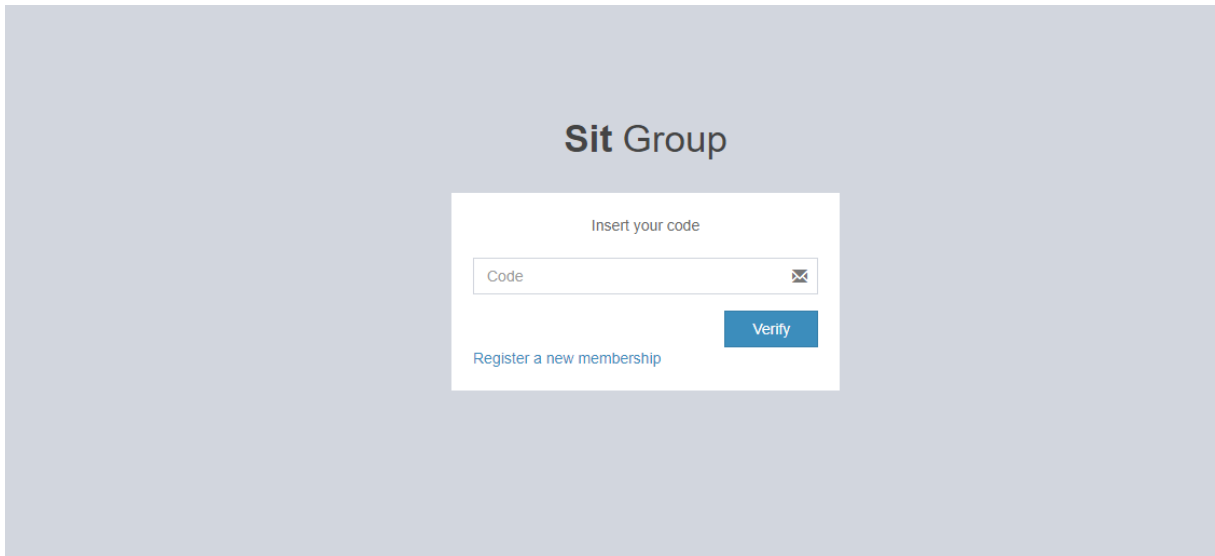 Sit Group
Insert your code
Code
Verify
Register a new membership